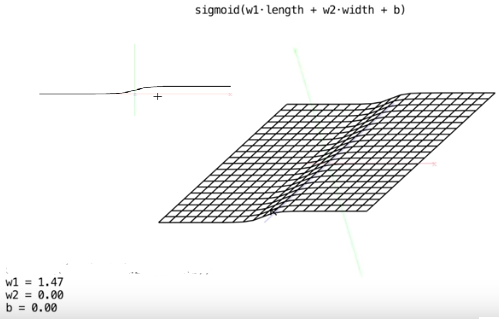 sigmoid(w1·length + w2·width + b)
w1 = 1.47
w2 = 0.00
b = 0.00